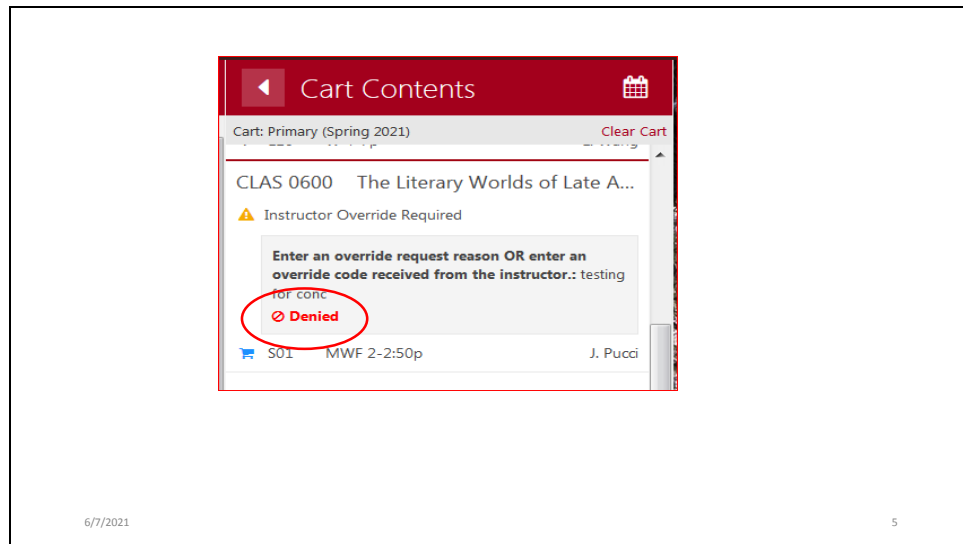 Cart Contents
Cart: Primary (Spring 2021) Clear Cart
CLAS 0600 The Literary Worlds of Late A...
Instructor Override Required
Enter an override request reason OR enter an
override code received from the instructor.: testing
for conc
Denied
S01 MWF 2-2:50p J. Pucci
6/7/2021 5